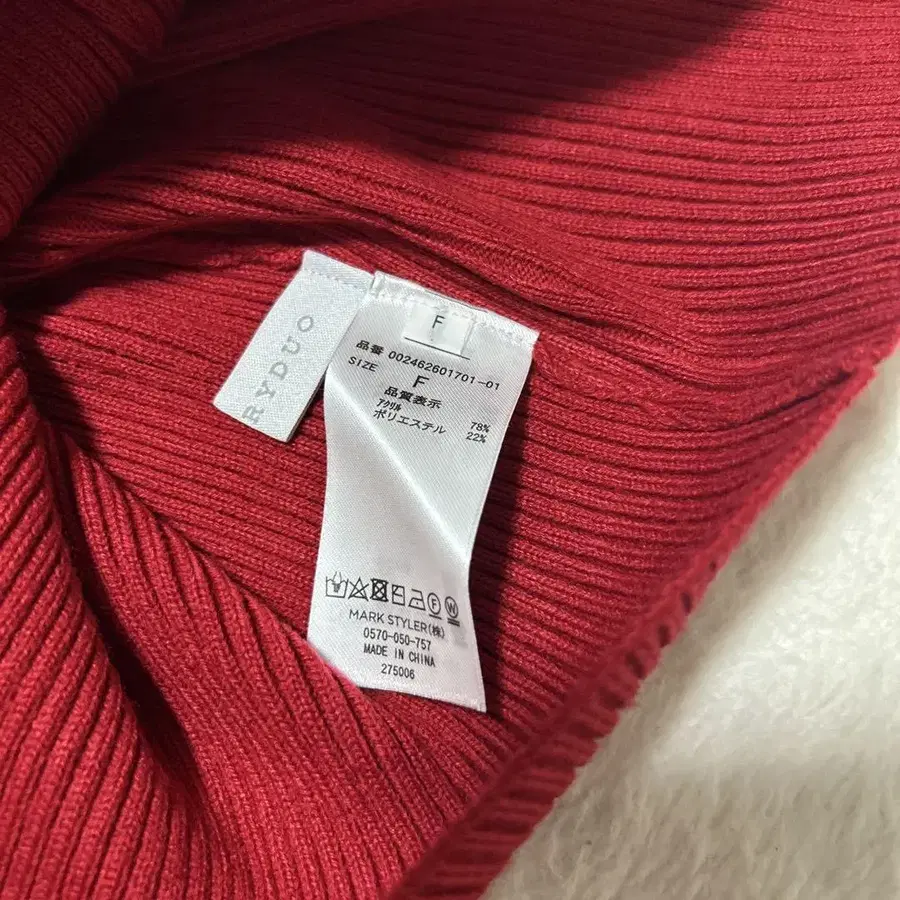 RYDUO
F
品番 002462601701-01
SIZE F
品質表示
アクリル 78%
ポリエステル 22%
F W
MARK STYLER(株)
0570-050-757
MADE IN CHINA
275006